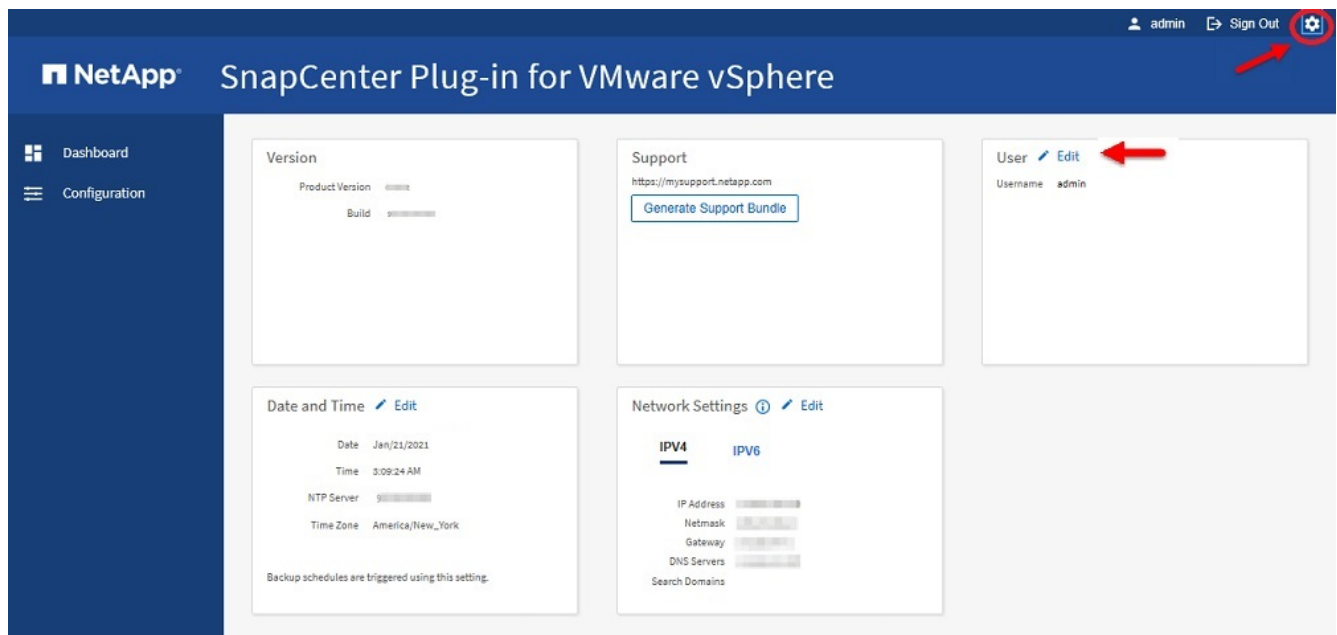 admin Sign Out
NetApp SnapCenter Plug-in for VMware vSphere
Dashboard
Configuration
Version
Product Version
Build
Support
https://mysupport.netapp.com
Generate Support Bundle
User Edit
Username admin
Date and Time Edit
Date Jan/21/2021
Time 3:09:24 AM
NTP Server
Time Zone America/New_York
Backup schedules are triggered using this setting.
Network Settings Edit
IPV4 IPV6
IP Address
Netmask
Gateway
DNS Servers
Search Domains